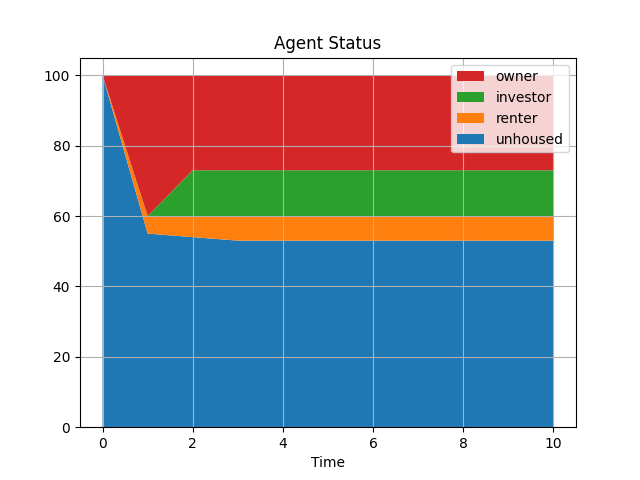 Agent Status
owner
investor
renter
unhoused
100
80
60
40
20
0
0 2 4 6 8 10
Time